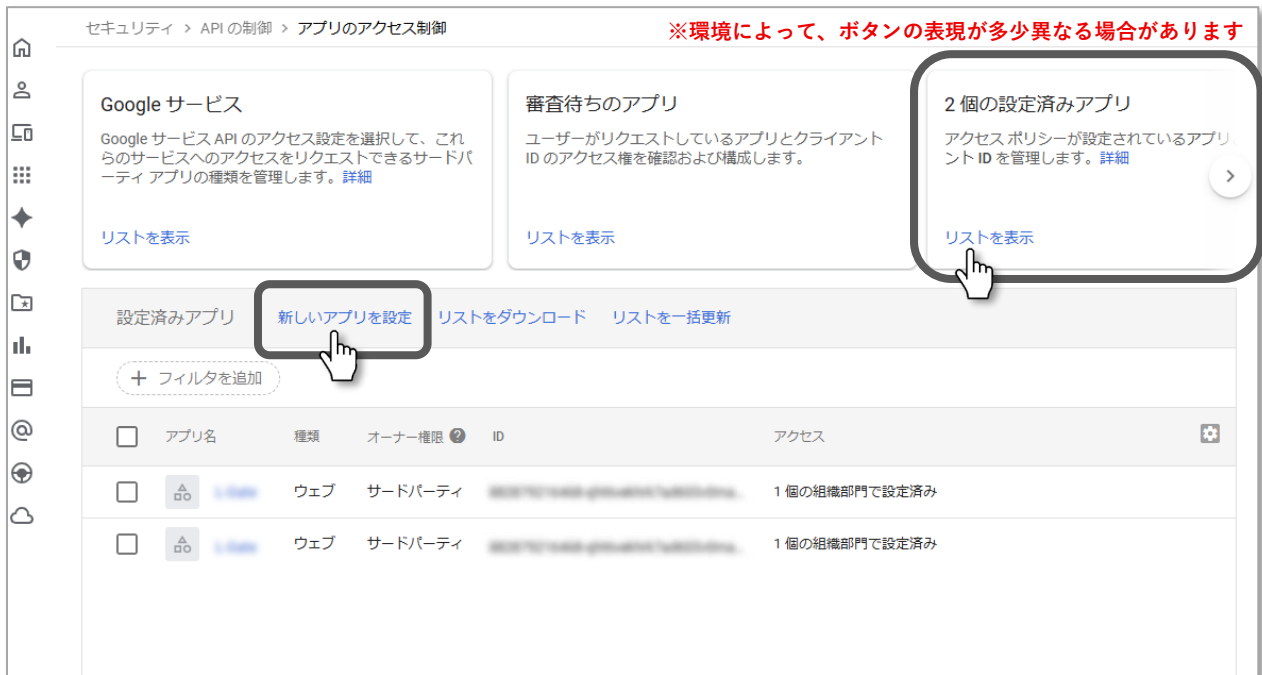 セキュリティ > API の制御 > アプリのアクセス制御
※環境によって、ボタンの表現が多少異なる場合があります
Google サービス
Google サービス API のアクセス設定を選択して、これ
らのサービスへのアクセスをリクエストできるサードパ
ーティ アプリの種類を管理します。詳細
リストを表示
審査待ちのアプリ
ユーザーがリクエストしているアプリとクライアント
ID のアクセス権を確認および構成します。
リストを表示
2 個の設定済みアプリ
アクセス ポリシーが設定されているアプリ
ント ID を管理します。詳細
リストを表示
設定済みアプリ 新しいアプリを設定 リストをダウンロード リストを一括更新
+ フィルタを追加
アプリ名 種類 オーナー権限 ? ID アクセス
ウェブ サードパーティ 1 個の組織部門で設定済み
ウェブ サードパーティ 1 個の組織部門で設定済み